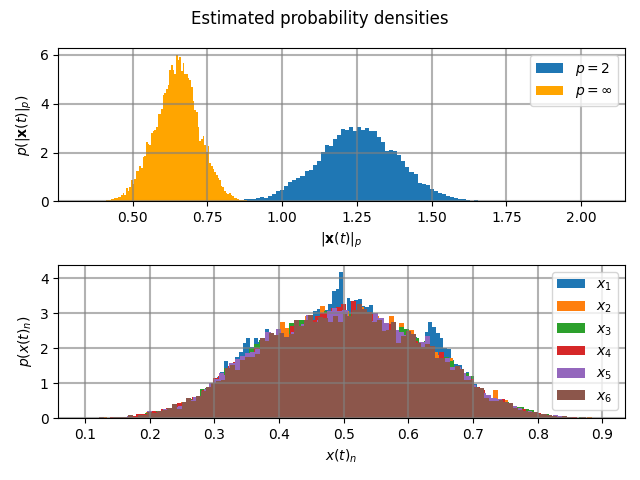 Estimated probability densities
6
4
2
0
p(|x(t)|p)
p = 2
p = ∞
0.50 0.75 1.00 1.25 1.50 1.75 2.00
|x(t)|p
4
3
2
1
0
p(x(t)n)
x1
x2
x3
x4
x5
x6
0.1 0.2 0.3 0.4 0.5 0.6 0.7 0.8 0.9
x(t)n